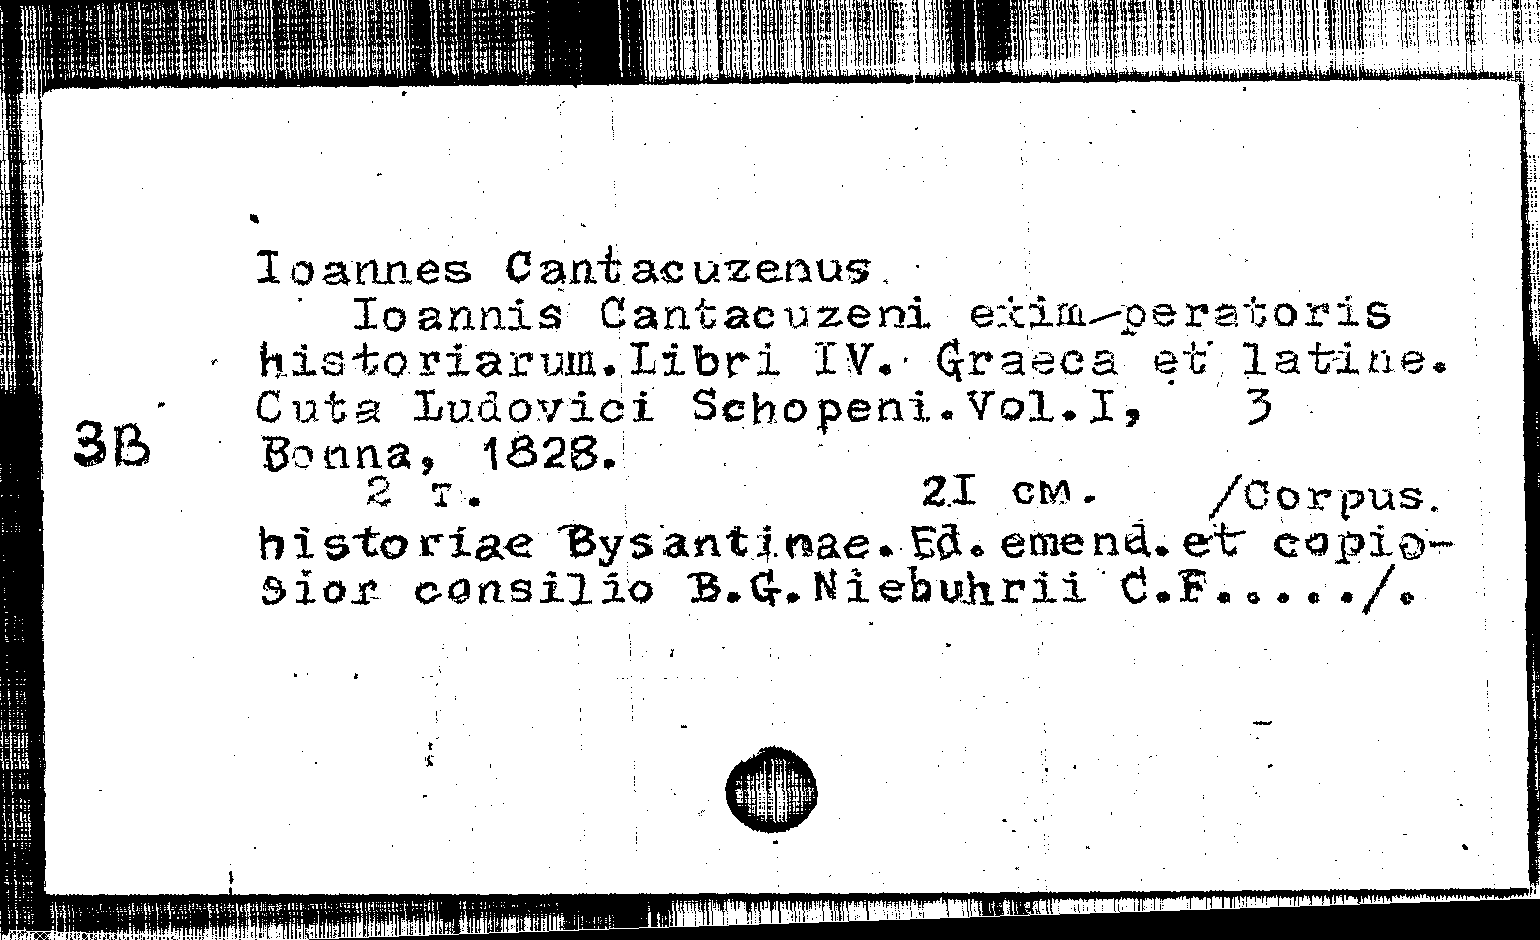 Ioannes Cantacuzenus.
Ioannis Cantacuzeni exim-peratoris
historiarum.Libri IV. Graeca et latine.
Cuta Ludovici Schopeni.Vol.I, 3
3B
Bonna, 1828.
2 т. 2I см. /Corpus.
historiae Bysantinae.Ed.emend.et copio-
sior consilio B.G.Niebuhrii C.F...../.